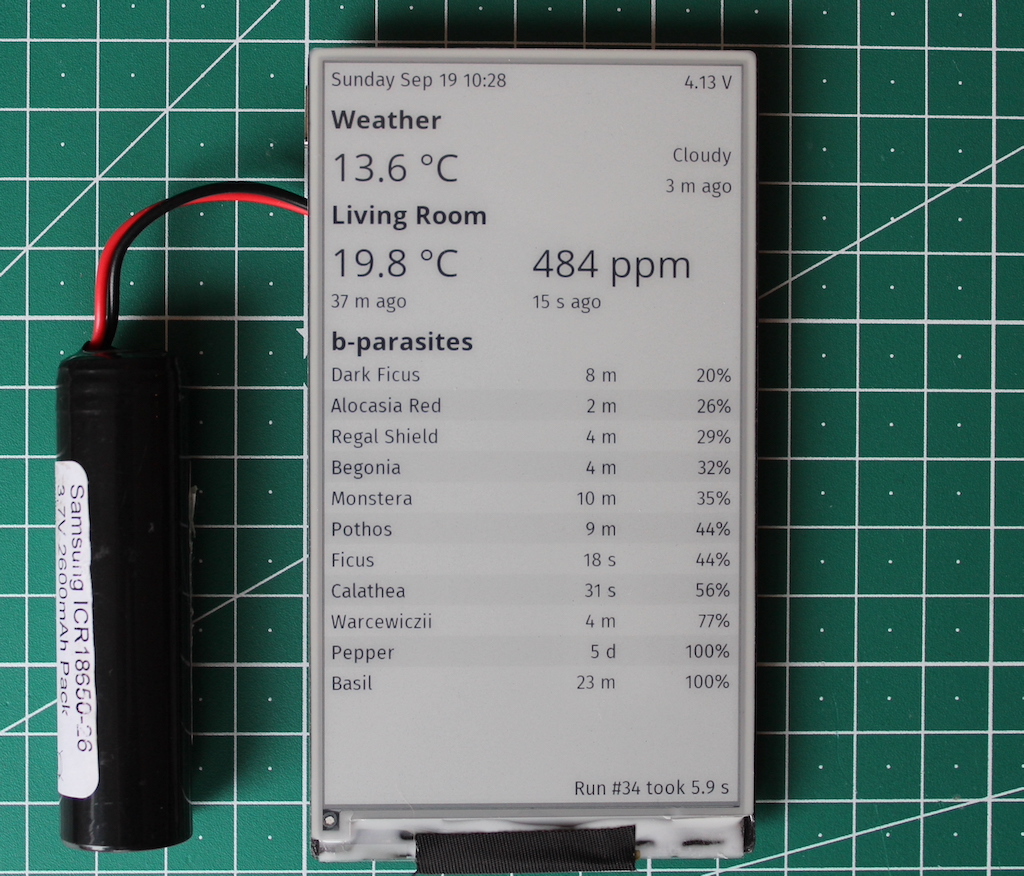 Sunday Sep 19 10:28 4.13 V
Weather
13.6 °C Cloudy
3 m ago
Living Room
19.8 °C 484 ppm
37 m ago 15 s ago
b-parasites
Dark Ficus 8 m 20%
Alocasia Red 2 m 26%
Regal Shield 4 m 29%
Begonia 4 m 32%
Monstera 10 m 35%
Pothos 9 m 44%
Ficus 18 s 44%
Calathea 31 s 56%
Warcewiczii 4 m 77%
Pepper 5 d 100%
Basil 23 m 100%
Run #34 took 5.9 s
Samsung ICR18650-26
3.7V 2600mAh Pack